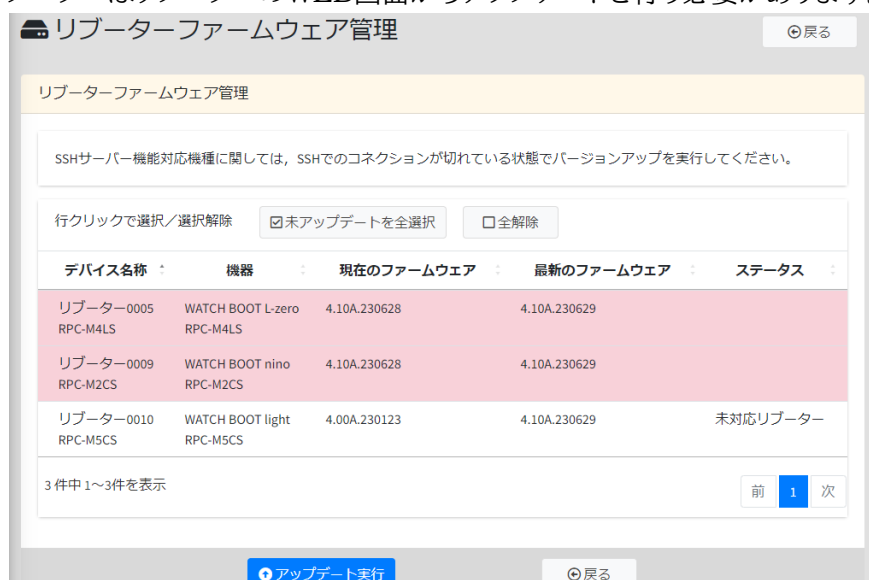 リブーターファームウェア管理
戻る
リブーターファームウェア管理
SSHサーバー機能対応機種に関しては，SSHでのコネクションが切れている状態でバージョンアップを実行してください。
行クリックで選択／選択解除 未アップデートを全選択 全解除
デバイス名称 機器 現在のファームウェア 最新のファームウェア ステータス
リブーター0005 WATCH BOOT L-zero 4.10A.230628 4.10A.230629
RPC-M4LS RPC-M4LS
リブーター0009 WATCH BOOT nino 4.10A.230628 4.10A.230629
RPC-M2CS RPC-M2CS
リブーター0010 WATCH BOOT light 4.00A.230123 4.10A.230629 未対応リブーター
RPC-M5CS RPC-M5CS
3 件中 1～3件を表示 前 1 次
アップデート実行 戻る